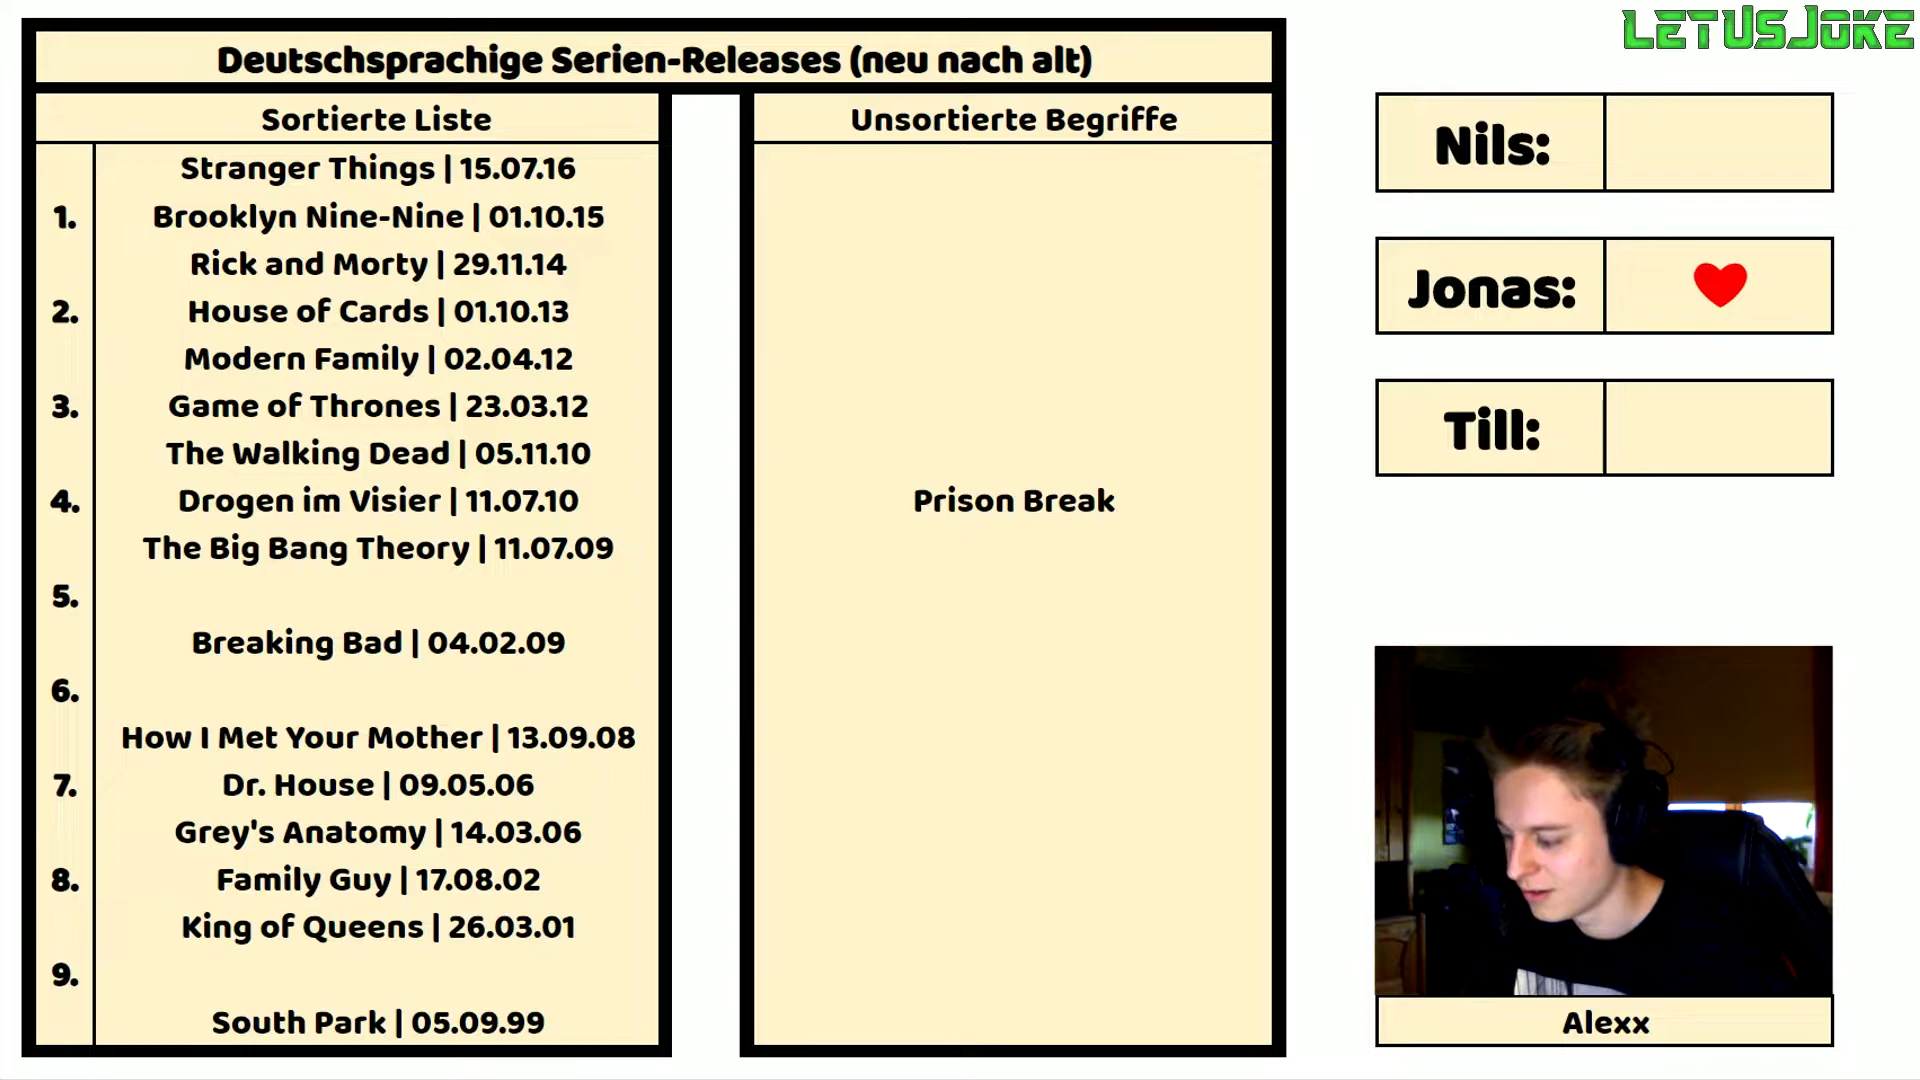 LETUSJOKE
Deutschsprachige Serien-Releases (neu nach alt)
Sortierte Liste
Stranger Things | 15.07.16
1. Brooklyn Nine-Nine | 01.10.15
Rick and Morty | 29.11.14
2. House of Cards | 01.10.13
Modern Family | 02.04.12
3. Game of Thrones | 23.03.12
The Walking Dead | 05.11.10
4. Drogen im Visier | 11.07.10
The Big Bang Theory | 11.07.09
5.
Breaking Bad | 04.02.09
6.
How I Met Your Mother | 13.09.08
7. Dr. House | 09.05.06
Grey's Anatomy | 14.03.06
8. Family Guy | 17.08.02
King of Queens | 26.03.01
9.
South Park | 05.09.99
Unsortierte Begriffe
Prison Break
Nils:
Jonas:
Till:
Alexx